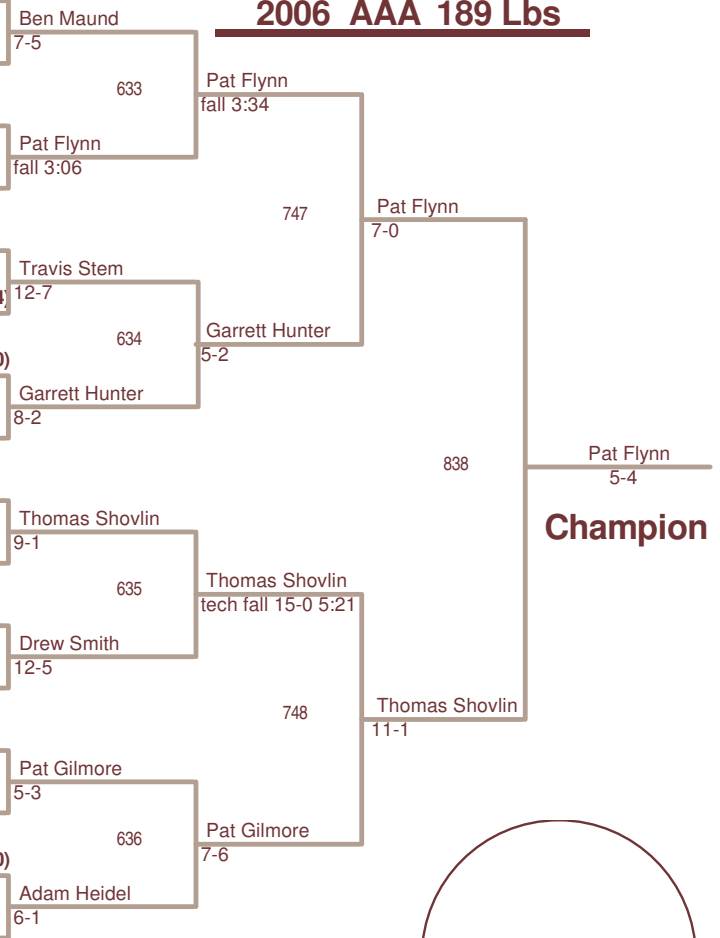 2006 AAA 189 Lbs
Ben Maund
7-5
633
Pat Flynn
fall 3:34
Pat Flynn
fall 3:06
747
Pat Flynn
7-0
Travis Stem
12-7
634
Garrett Hunter
5-2
0)
Garrett Hunter
8-2
838
Pat Flynn
5-4
Champion
Thomas Shovlin
9-1
635
Thomas Shovlin
tech fall 15-0 5:21
Drew Smith
12-5
748
Thomas Shovlin
11-1
Pat Gilmore
5-3
636
Pat Gilmore
7-6
0)
Adam Heidel
6-1